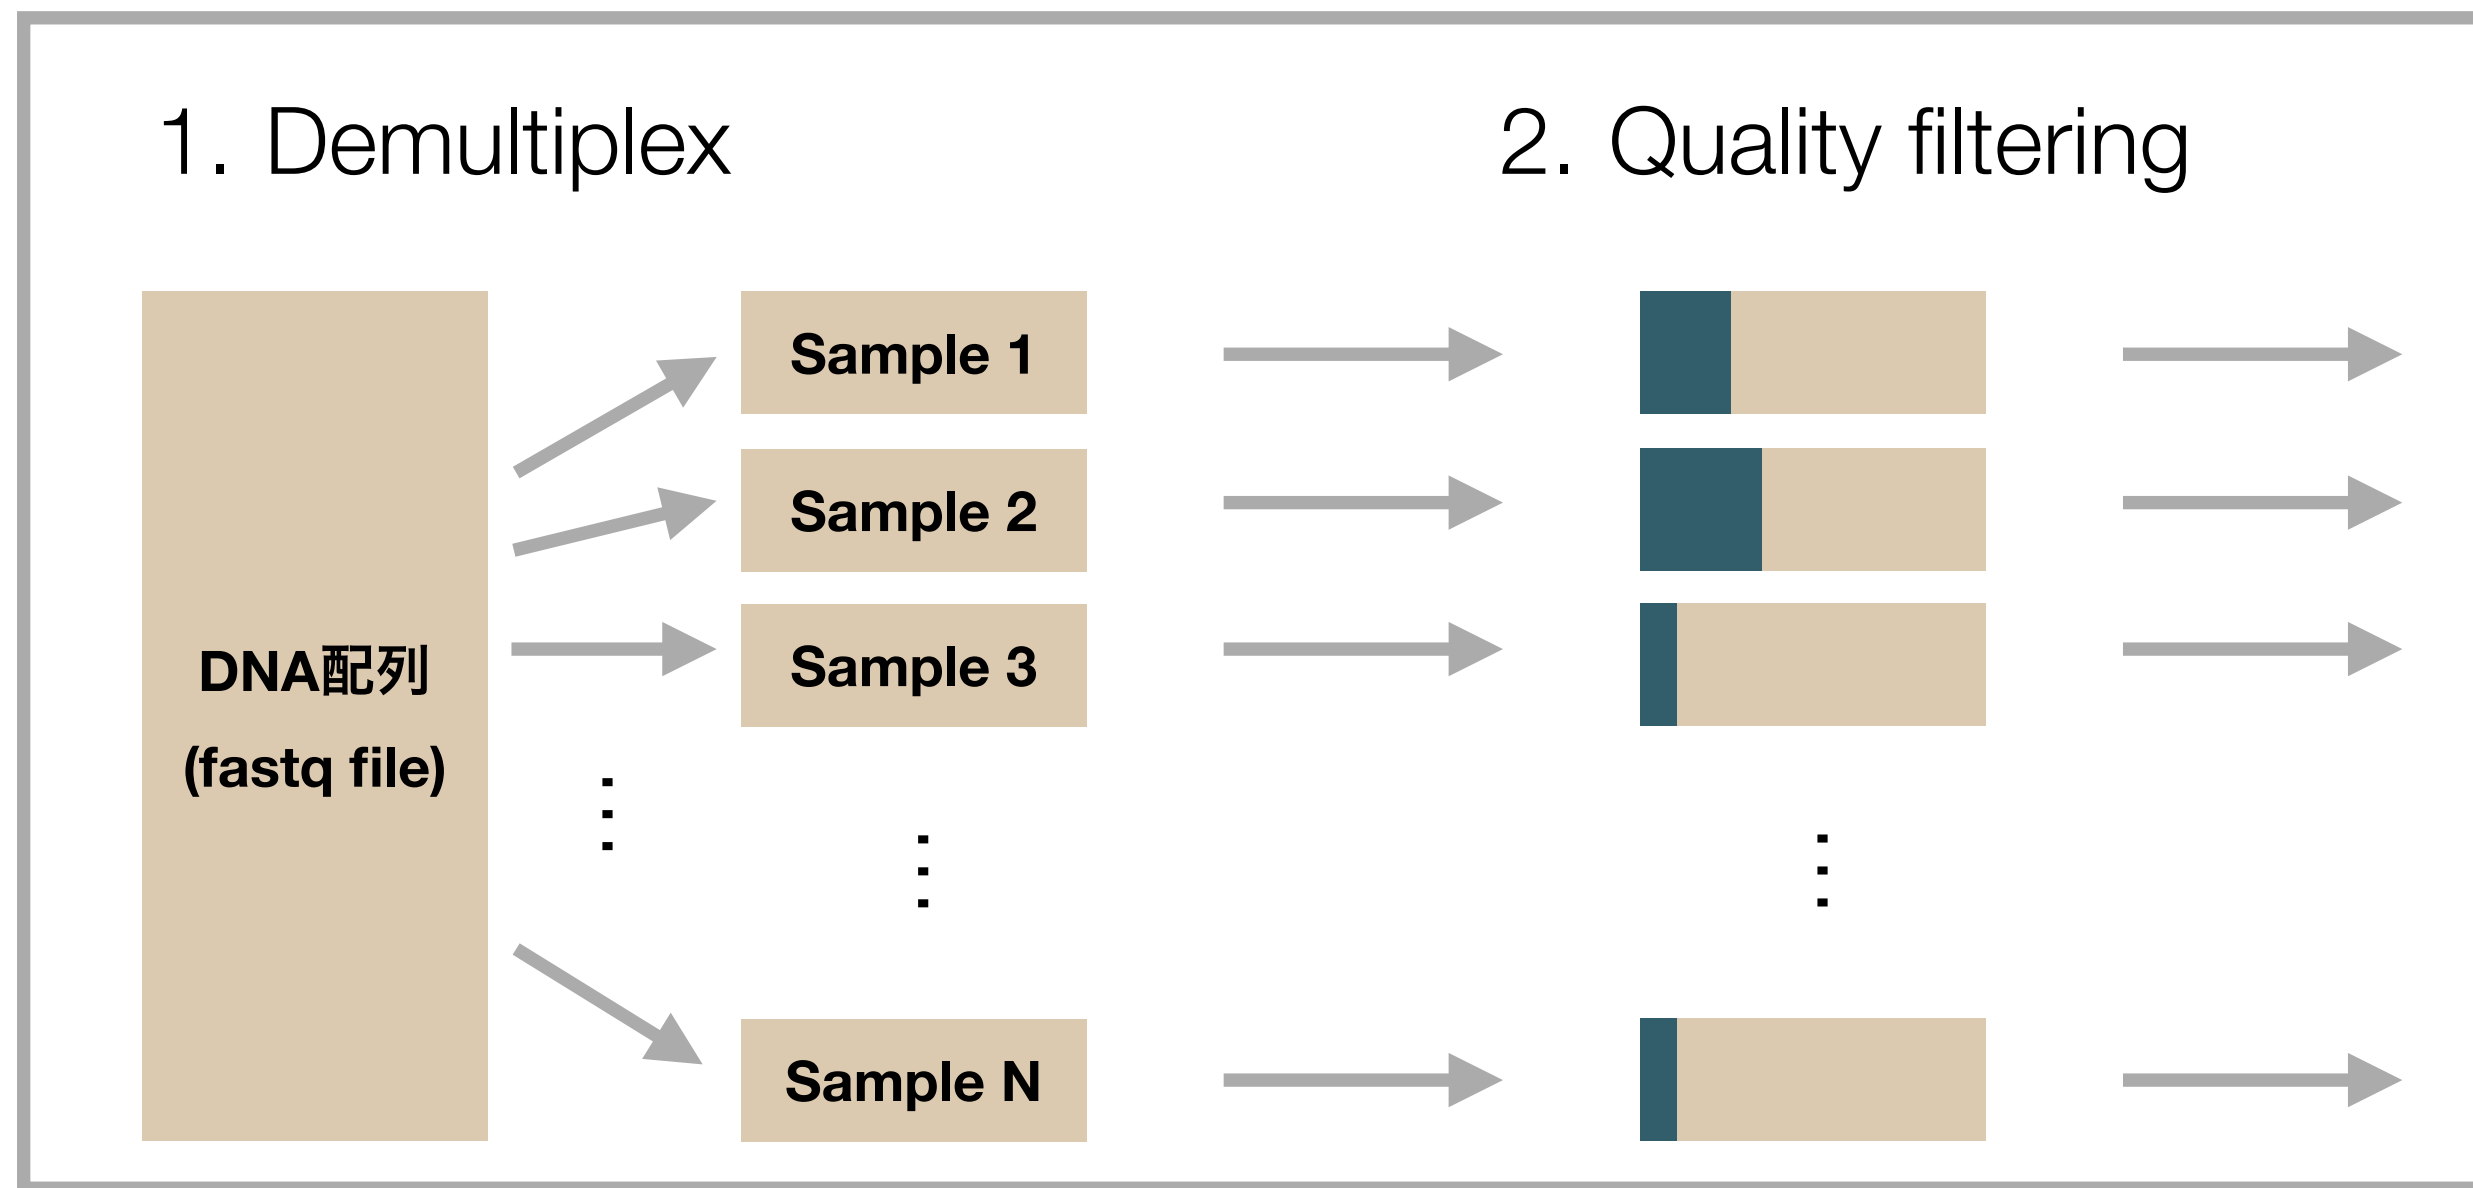 1. Demultiplex
2. Quality filtering
DNA配列
(fastq file)
Sample 1
Sample 2
Sample 3
Sample N